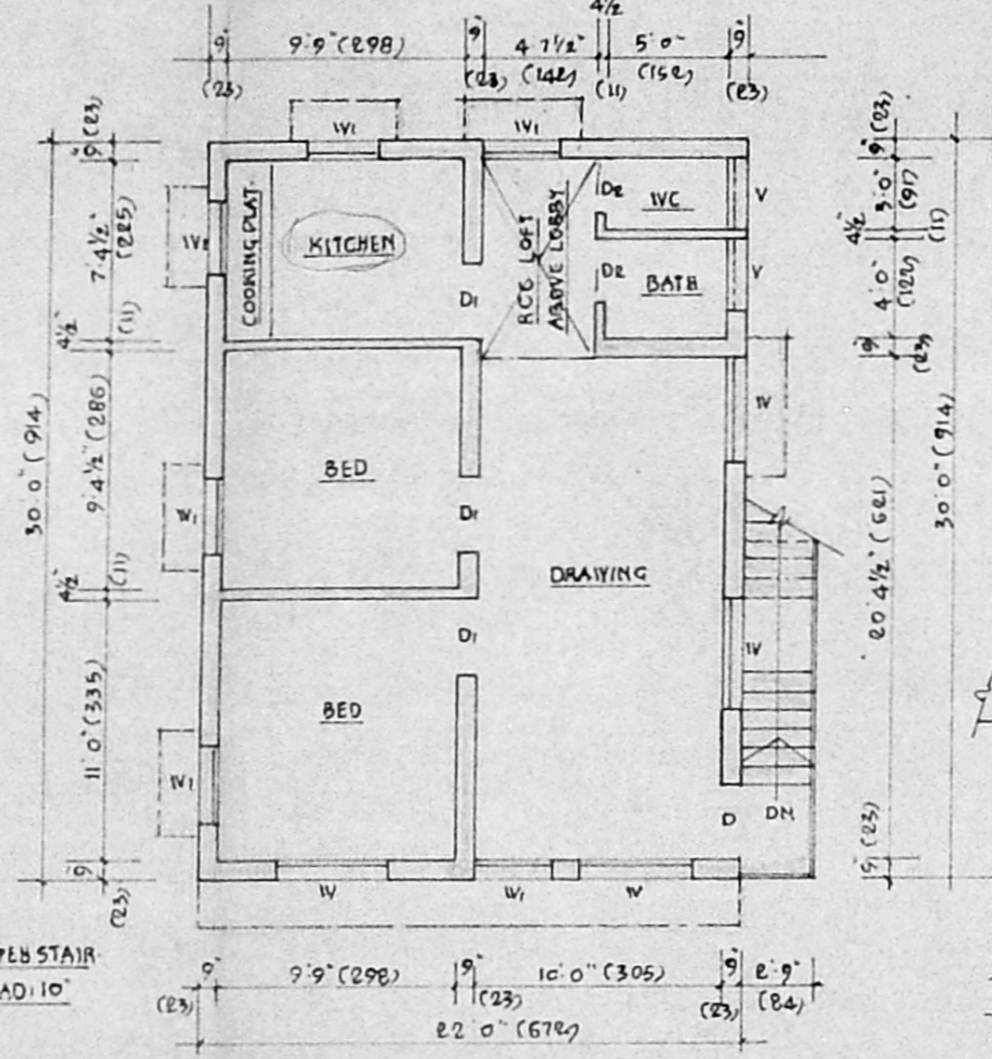 4½
9" 9'9" (298) 9" 4'7½" 5'0" 9"
(23) (23) (142) (11) (152) (23)
W1 W1
9" (23)
7'4½" (225)
4½" (11)
9'4½" (286)
4½" (11)
11'0" (335)
9" (23)
30'0" (914)
W2
COOKING PLAT.
KITCHEN
D1
RCC LOFT
ABOVE LOBBY
D2
WC
V
D2
BATH
V
9" (23)
3'0" (91)
4½" (11)
4'0" (122)
9" (23)
20'4½" (621)
9" (23)
30'0" (914)
W
BED
W1
D1
DRAWING
D1
W
BED
W1
D
DN
W W1 W
PEN STAIR.
AD:10"
9" 9'9" (298) 9" 10'0" (305) 9" 2'9"
(23) (23) (23) (84)
22'0" (672)